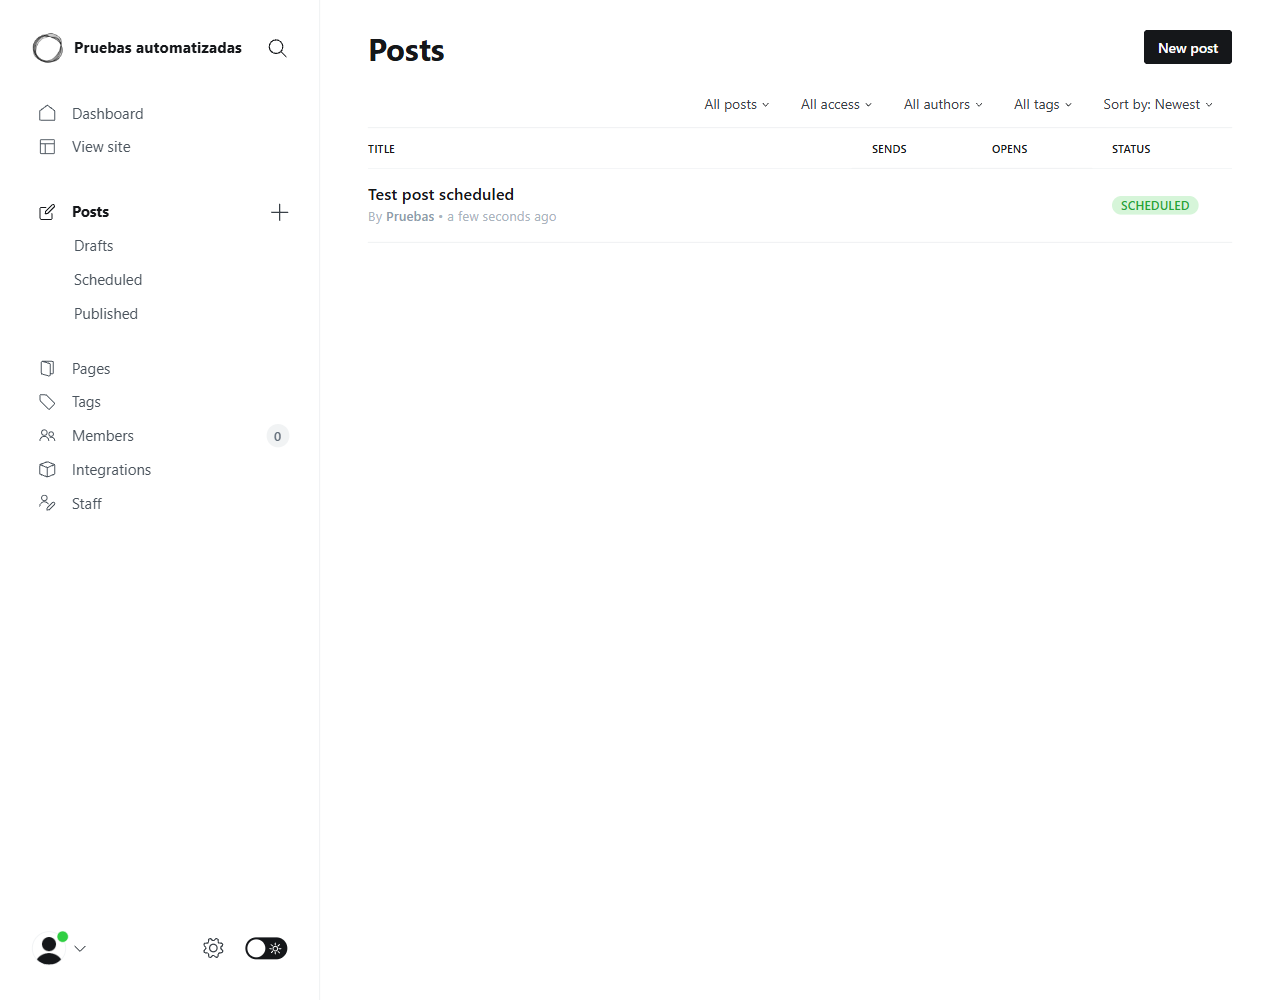 Pruebas automatizadas
Dashboard
View site
Posts
Drafts
Scheduled
Published
Pages
Tags
Members 0
Integrations
Staff
Posts
New post
All posts All access All authors All tags Sort by: Newest
TITLE SENDS OPENS STATUS
Test post scheduled
By Pruebas • a few seconds ago
SCHEDULED